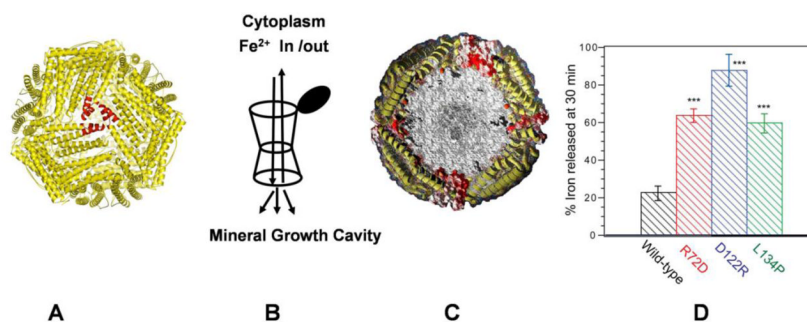 Cytoplasm
Fe²⁺ In /out
Mineral Growth Cavity
% Iron released at 30 min
100
80
60
40
20
0
***
***
***
Wild-type
R72D
D122R
L134P
A
B
C
D